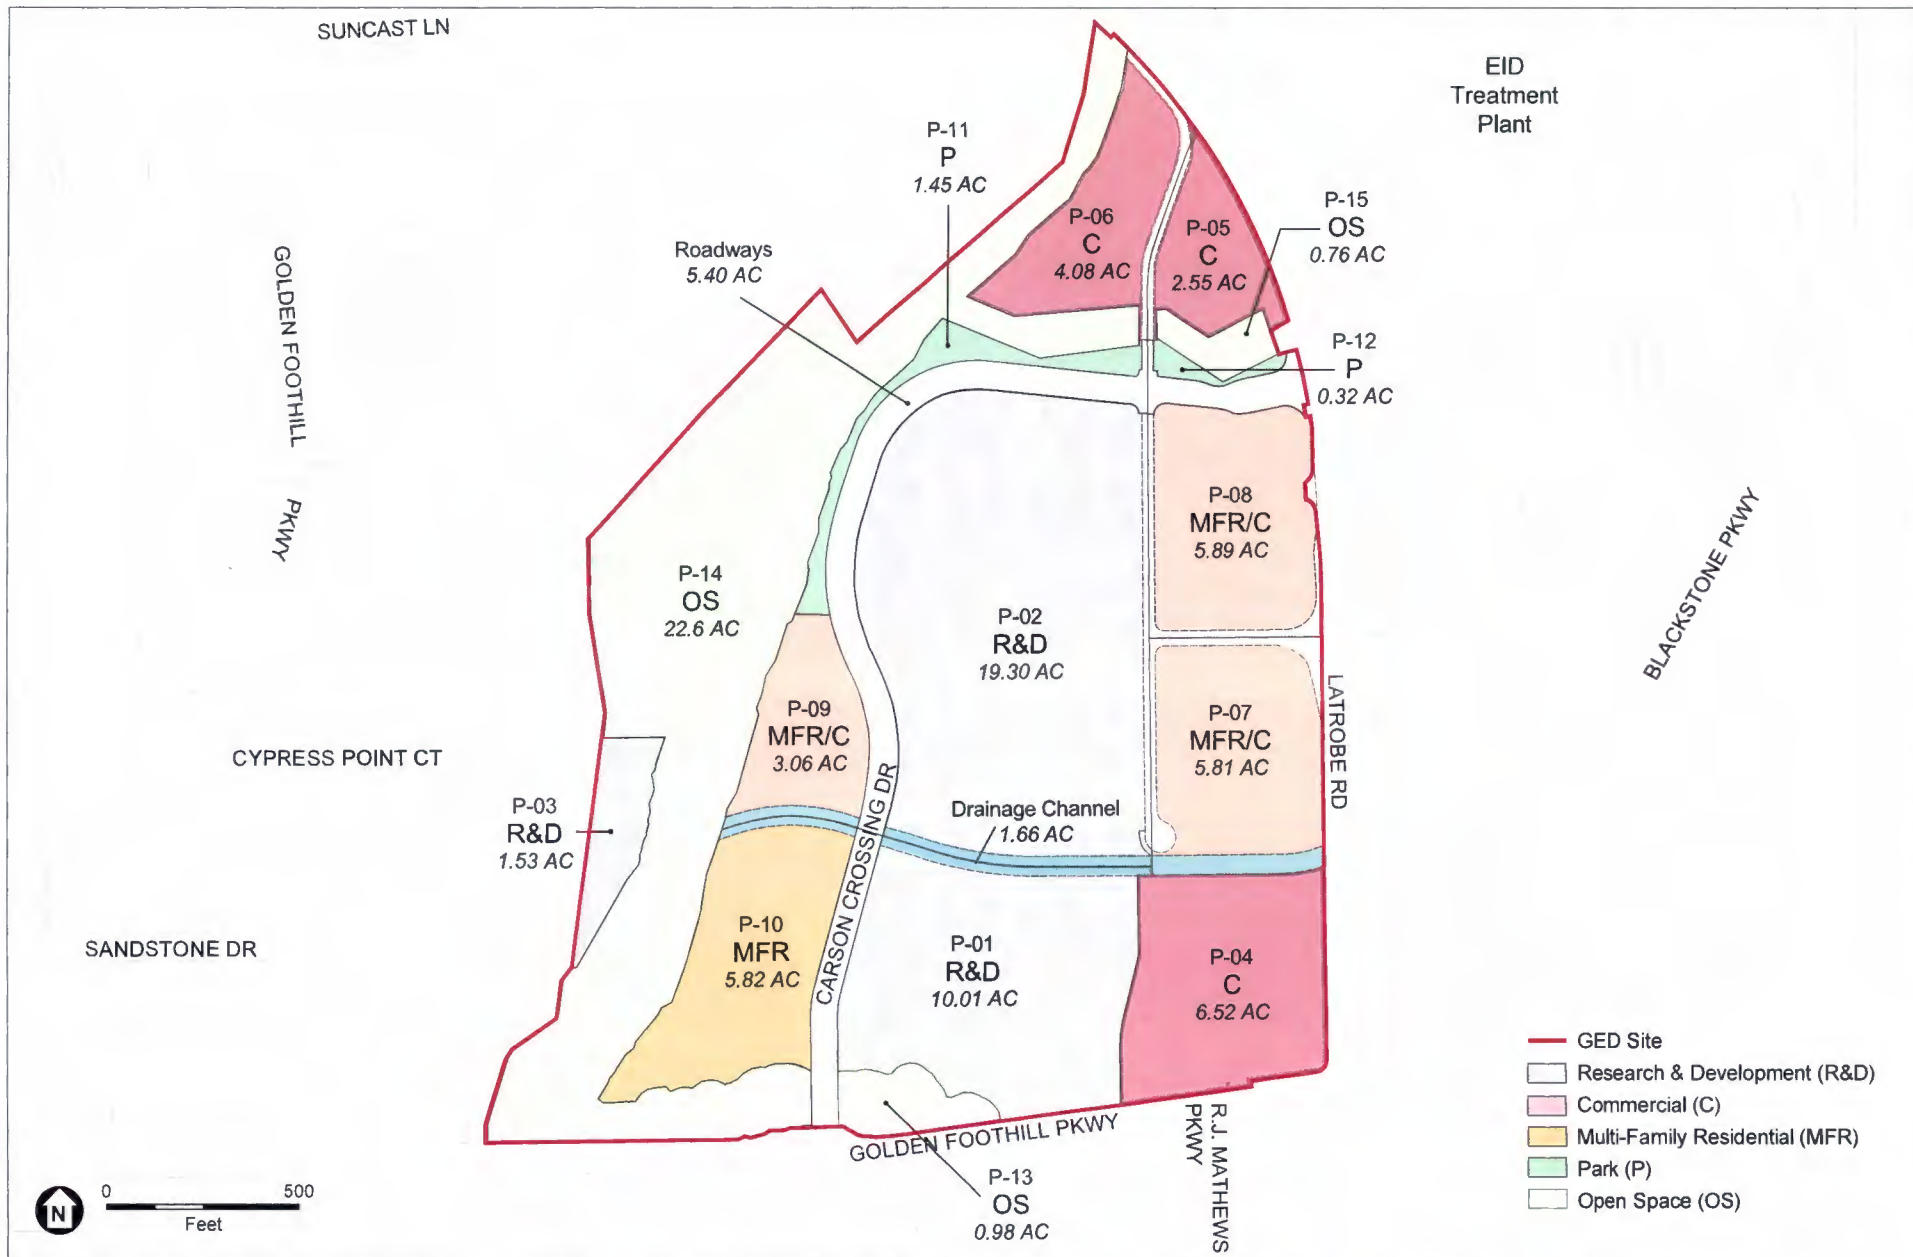 SUNCAST LN
EID
Treatment
Plant
P-11
P
1.45 AC
P-06
C
4.08 AC
P-05
C
2.55 AC
P-15
OS
0.76 AC
Roadways
5.40 AC
GOLDEN FOOTHILL
PKWY
P-12
P
0.32 AC
P-08
MFR/C
5.89 AC
BLACKSTONE PKWY
P-14
OS
22.6 AC
P-02
R&D
19.30 AC
P-09
MFR/C
3.06 AC
P-07
MFR/C
5.81 AC
LATROBE RD
CYPRESS POINT CT
P-03
R&D
1.53 AC
Drainage Channel
1.66 AC
CARSON CROSSING DR
SANDSTONE DR
P-10
MFR
5.82 AC
P-01
R&D
10.01 AC
P-04
C
6.52 AC
GOLDEN FOOTHILL PKWY
R.J. MATHEWS
PKWY
P-13
OS
0.98 AC
GED Site
Research & Development (R&D)
Commercial (C)
Multi-Family Residential (MFR)
Park (P)
Open Space (OS)
N
0 500
Feet